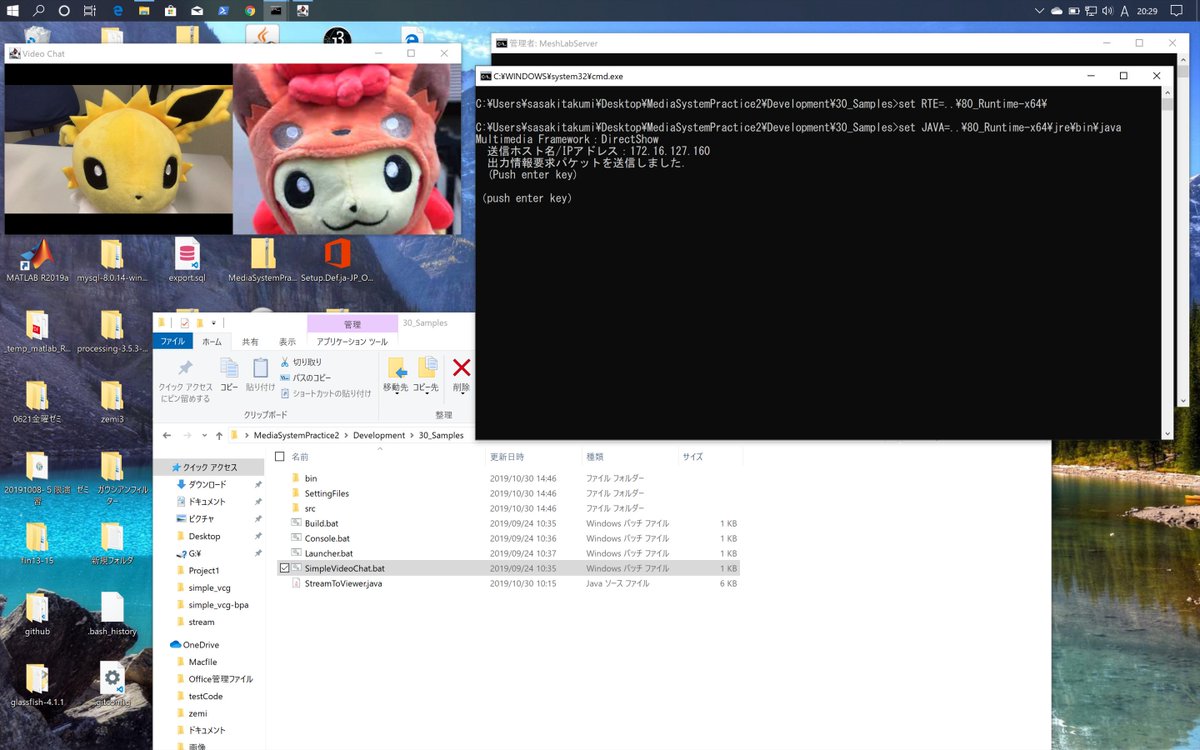 A 20:29
Video Chat
管理者: MeshLabServer
C:¥WINDOWS¥system32¥cmd.exe
C:¥Users¥sasakitakumi¥Desktop¥MediaSystemPractice2¥Development¥30_Samples>set RTE=..¥80_Runtime-x64¥
C:¥Users¥sasakitakumi¥Desktop¥MediaSystemPractice2¥Development¥30_Samples>set JAVA=..¥80_Runtime-x64¥jre¥bin¥java
Multimedia Framework : DirectShow
送信ホスト名/IPアドレス : 172.16.127.160
出力情報要求パケットを送信しました.
(Push enter key)
(push enter key)
MATLAB R2019a
mysql-8.0.14-win...
export.sql
MediaSystemPra...
Setup.Def.ja-JP_O...
_temp_matlab_R...
processing-3.5.3-...
0621金曜ゼミ
zemi3
20191008-５限演習
ゼミ ガウシアンフィルター
fin13-15
新規フォルダ
github
.bash_history
glassfish-4.1.1
.gitconfig
管理
30_Samples
ファイル
ホーム
共有
表示
アプリケーション ツール
クイック アクセスにピン留めする
コピー
貼り付け
切り取り
パスのコピー
ショートカットの貼り付け
移動先
コピー先
削除
クリップボード
整理
MediaSystemPractice2 > Development > 30_Samples
名前 更新日時 種類 サイズ
bin 2019/10/30 14:46 ファイル フォルダー
SettingFiles 2019/10/30 14:46 ファイル フォルダー
src 2019/10/30 14:46 ファイル フォルダー
Build.bat 2019/09/24 10:35 Windows バッチ ファイル 1 KB
Console.bat 2019/09/24 10:36 Windows バッチ ファイル 1 KB
Launcher.bat 2019/09/24 10:37 Windows バッチ ファイル 1 KB
SimpleVideoChat.bat 2019/09/24 10:35 Windows バッチ ファイル 1 KB
StreamToViewer.java 2019/10/30 10:15 Java ソース ファイル 6 KB
クイック アクセス
ダウンロード
ドキュメント
ピクチャ
Desktop
G:¥
Project1
simple_vcg
simple_vcg-bpa
stream
OneDrive
Macfile
Office管理ファイル
testCode
zemi
ドキュメント
画像